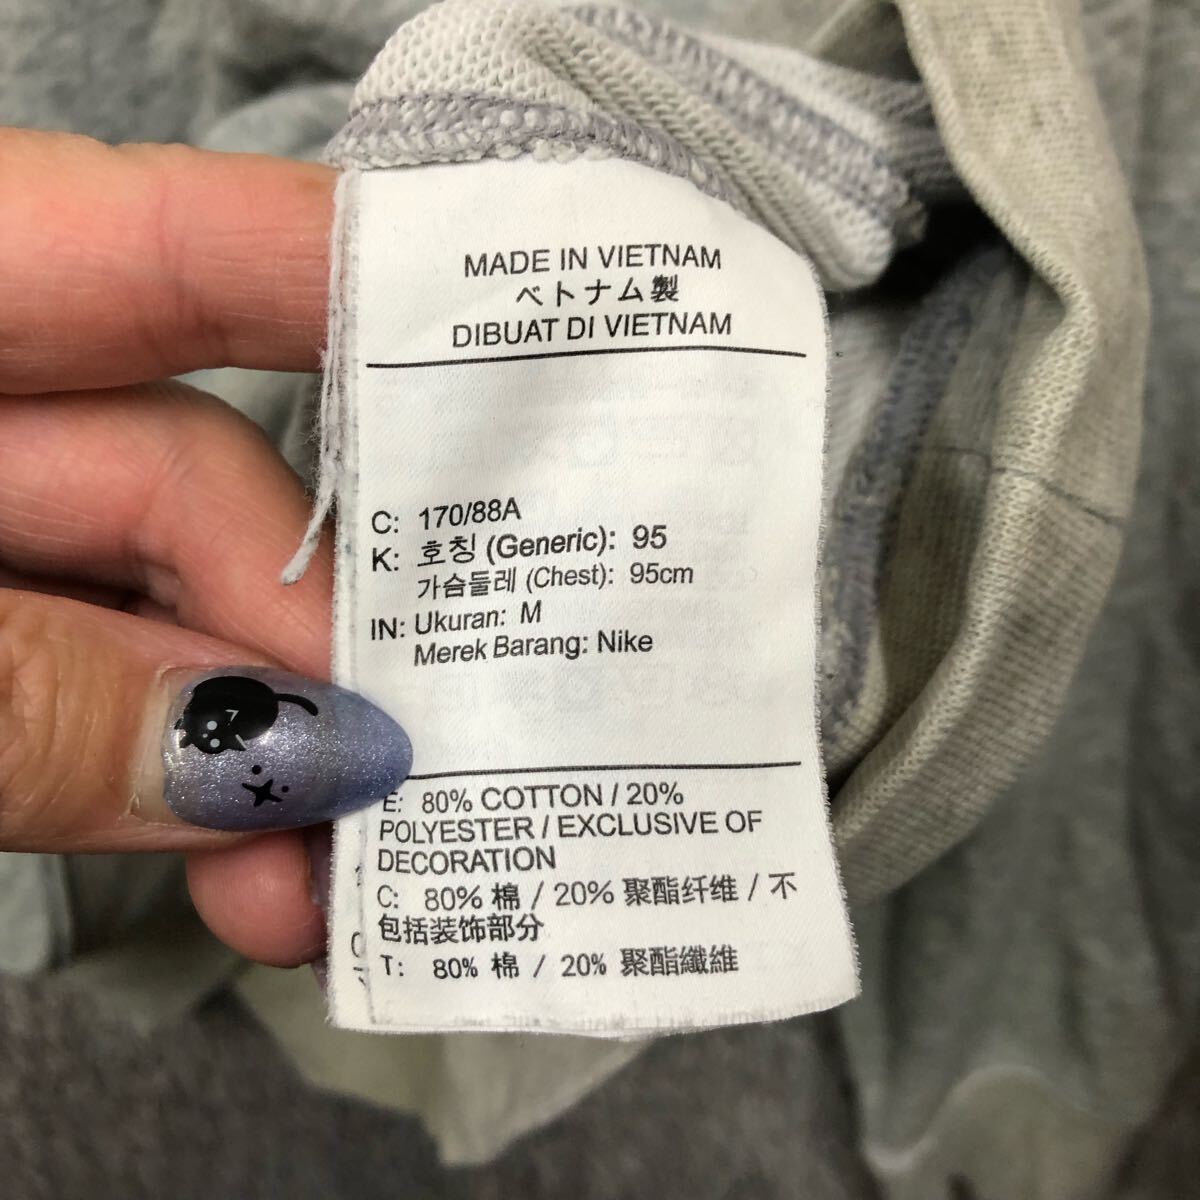 MADE IN VIETNAM
ベトナム製
DIBUAT DI VIETNAM
C: 170/88A
K: 호칭 (Generic): 95
가슴둘레 (Chest): 95cm
IN: Ukuran: M
Merek Barang: Nike
E: 80% COTTON / 20%
POLYESTER / EXCLUSIVE OF
DECORATION
C: 80% 棉 / 20% 聚酯纤维 / 不
包括装饰部分
T: 80% 棉 / 20% 聚酯纖維